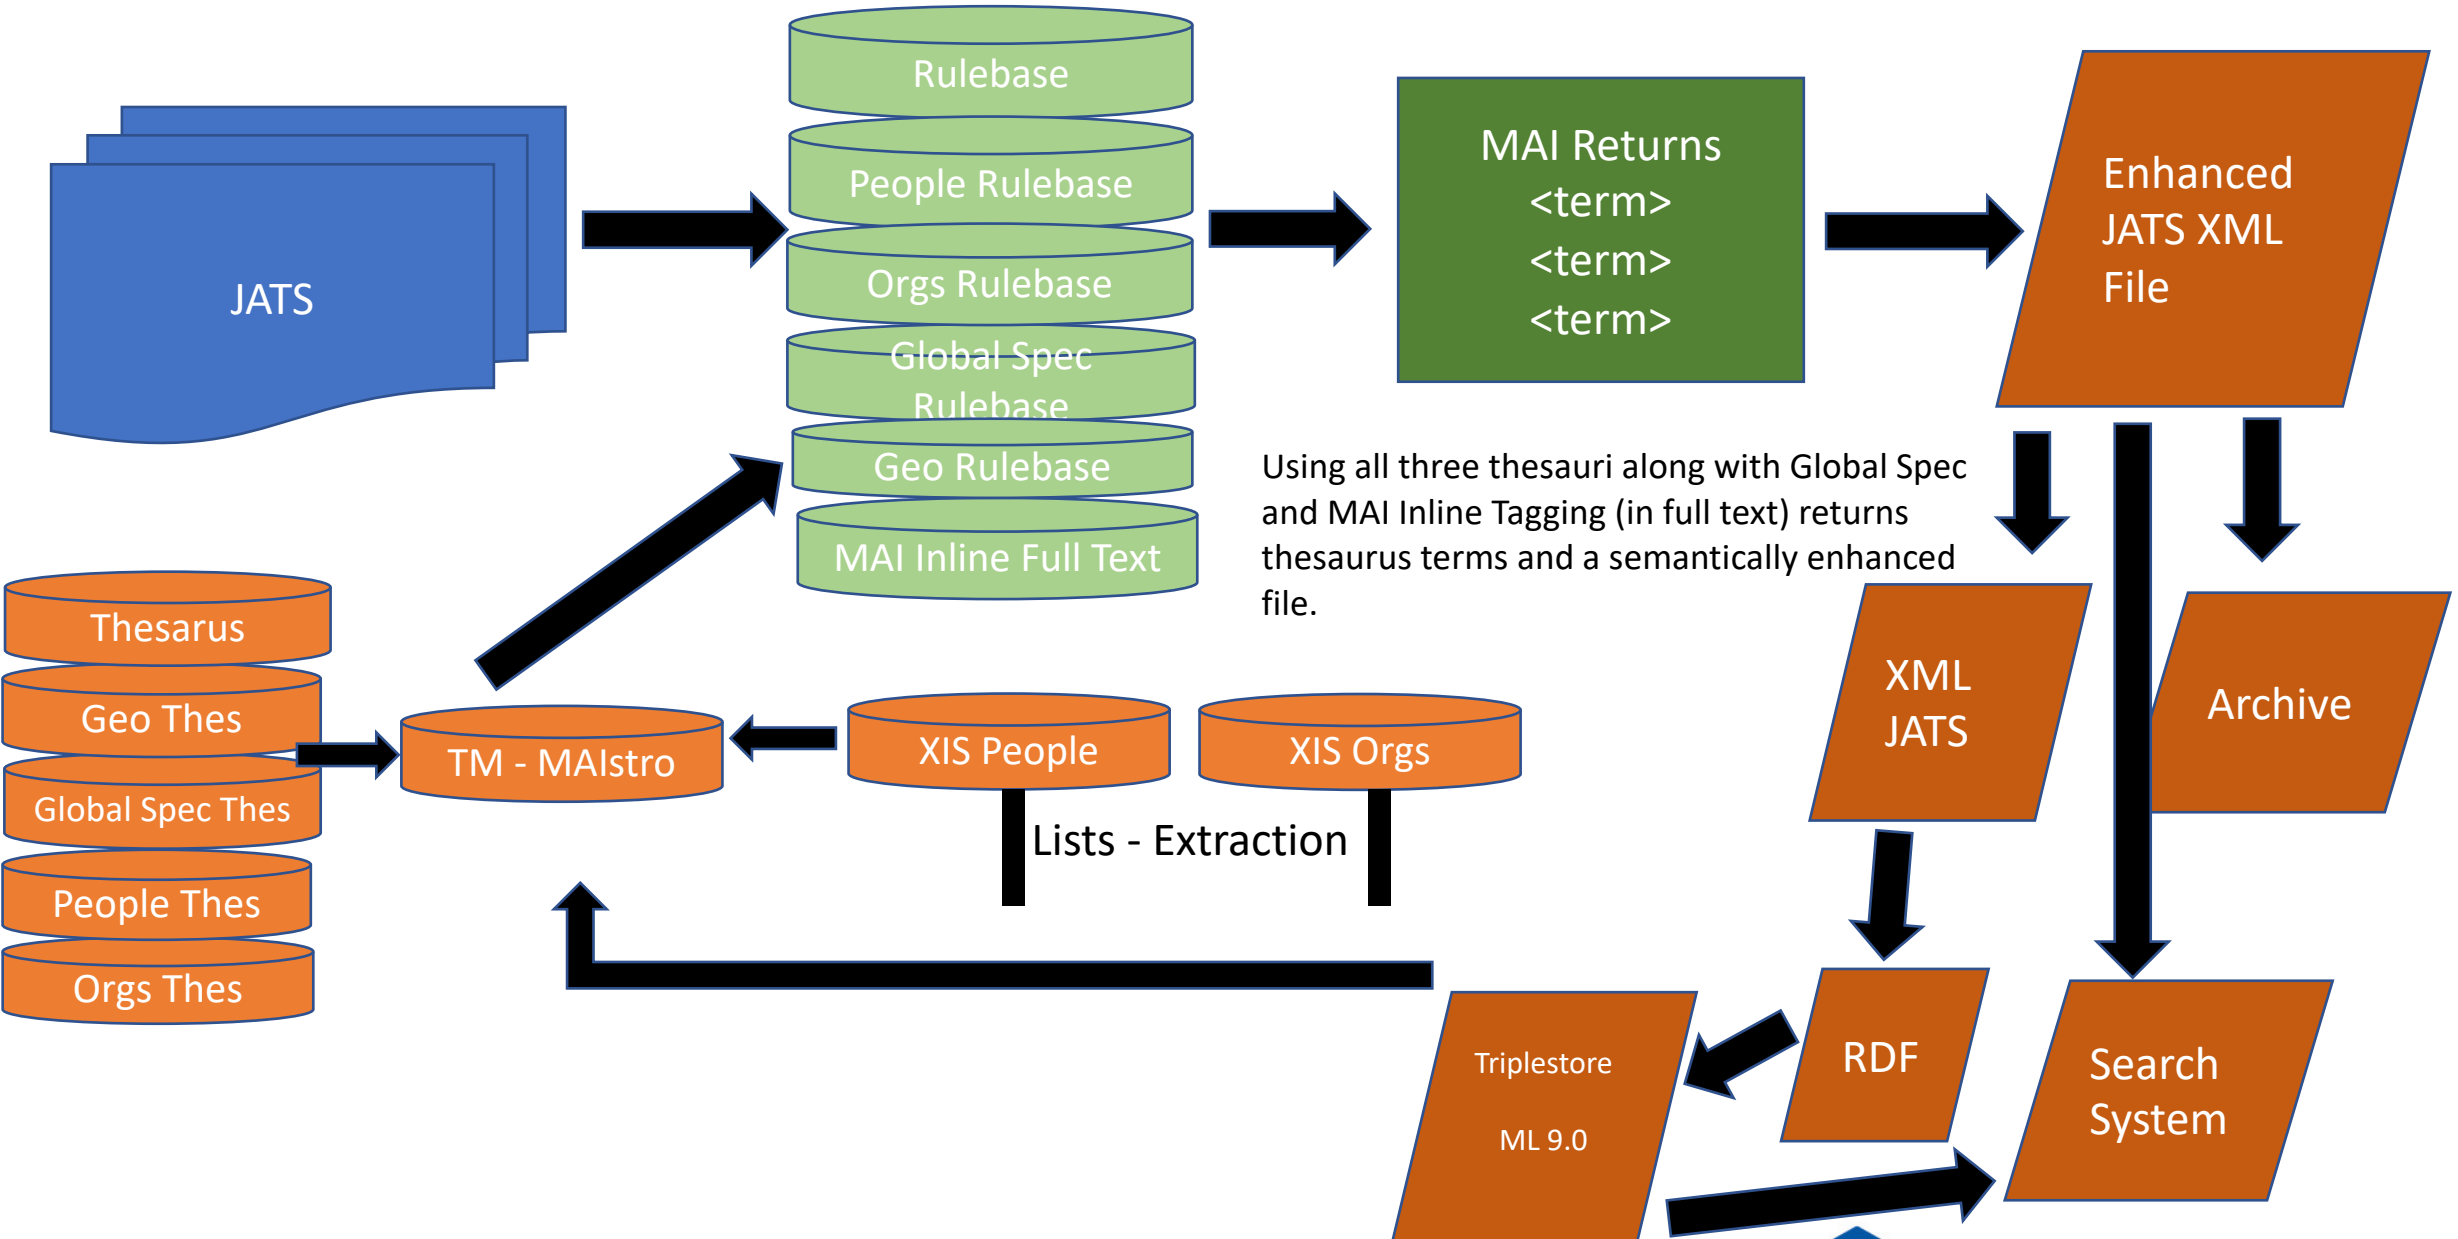 JATS
Rulebase
People Rulebase
Orgs Rulebase
Global Spec
Rulebase
Geo Rulebase
MAI Inline Full Text
MAI Returns
<term>
<term>
<term>
Enhanced
JATS XML
File
Using all three thesauri along with Global Spec
and MAI Inline Tagging (in full text) returns
thesaurus terms and a semantically enhanced
file.
Thesarus
Geo Thes
Global Spec Thes
People Thes
Orgs Thes
TM - MAIstro
XIS People
XIS Orgs
Lists - Extraction
XML
JATS
Archive
RDF
Triplestore
ML 9.0
Search
System